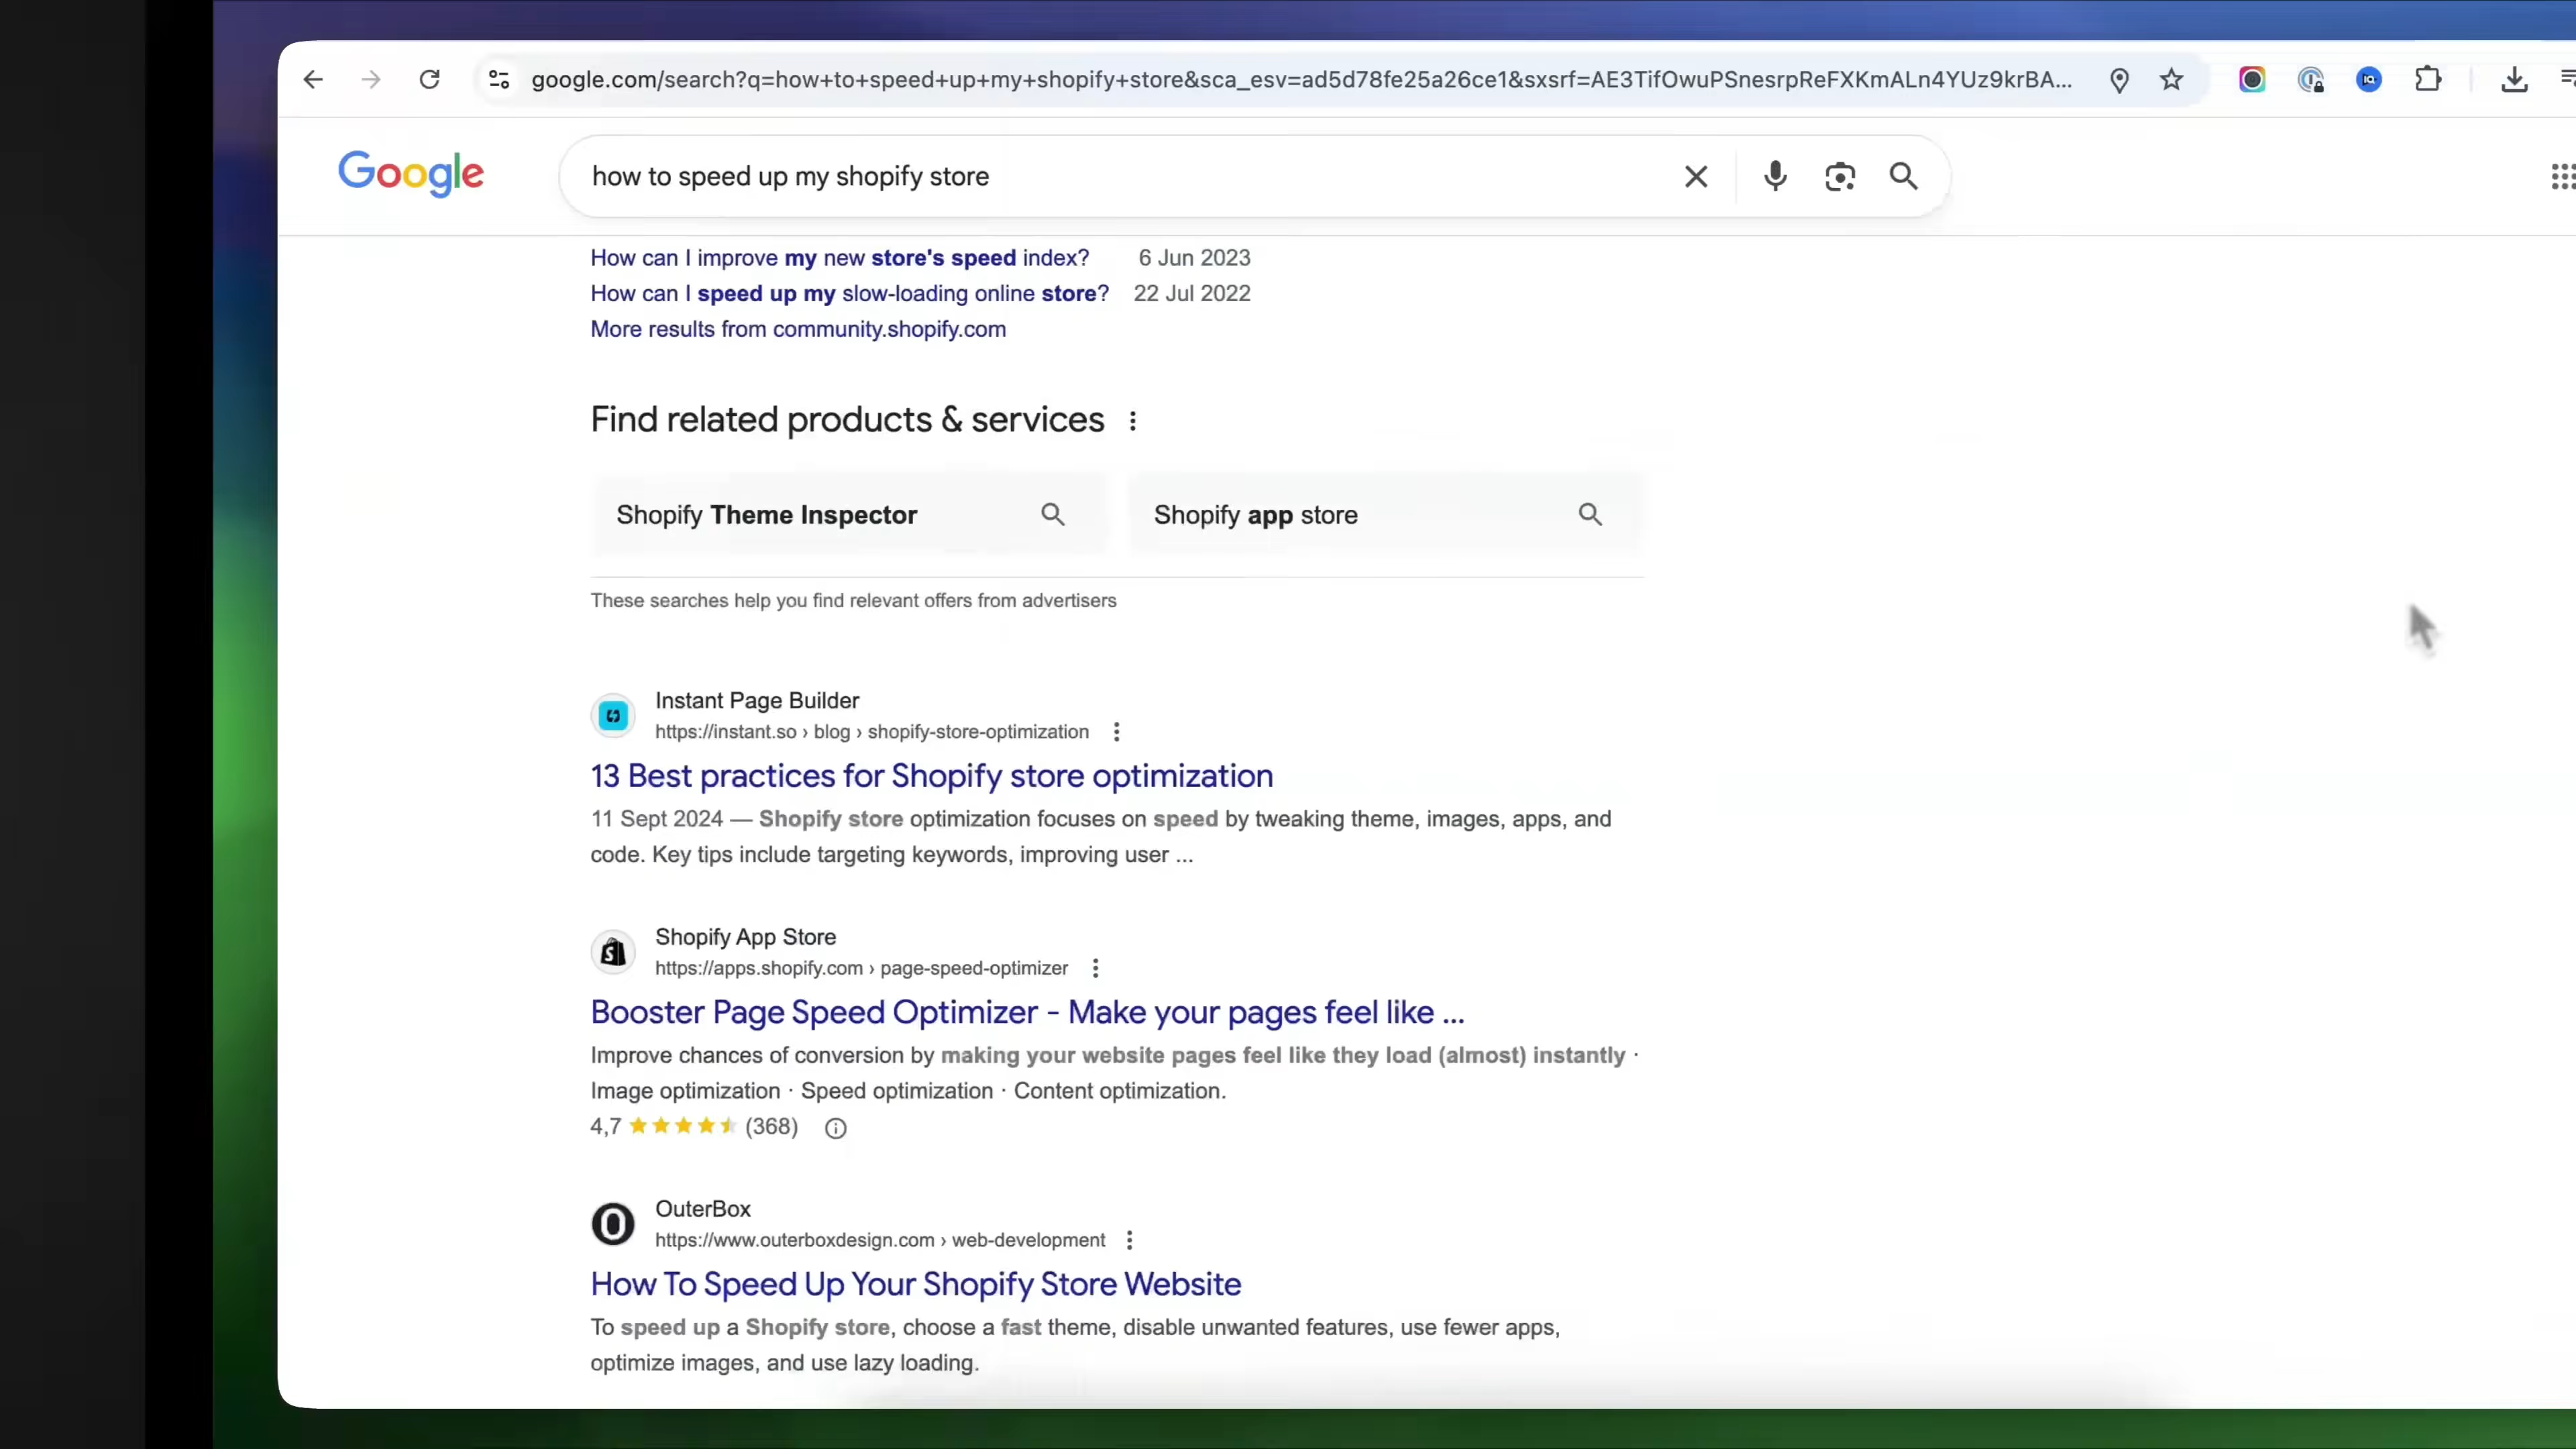 google.com/search?q=how+to+speed+up+my+shopify+store&sca_esv=ad5d78fe25a26ce1&sxsrf=AE3TifOwuPSnesrpReFXKmALn4YUz9krBA...
Google
how to speed up my shopify store
How can I improve my new store's speed index? 6 Jun 2023
How can I speed up my slow-loading online store? 22 Jul 2022
More results from community.shopify.com
Find related products & services
Shopify Theme Inspector
Shopify app store
These searches help you find relevant offers from advertisers
Instant Page Builder
https://instant.so › blog › shopify-store-optimization
13 Best practices for Shopify store optimization
11 Sept 2024 — Shopify store optimization focuses on speed by tweaking theme, images, apps, and
code. Key tips include targeting keywords, improving user ...
Shopify App Store
https://apps.shopify.com › page-speed-optimizer
Booster Page Speed Optimizer - Make your pages feel like ...
Improve chances of conversion by making your website pages feel like they load (almost) instantly ·
Image optimization · Speed optimization · Content optimization.
4,7 (368)
OuterBox
https://www.outerboxdesign.com › web-development
How To Speed Up Your Shopify Store Website
To speed up a Shopify store, choose a fast theme, disable unwanted features, use fewer apps,
optimize images, and use lazy loading.